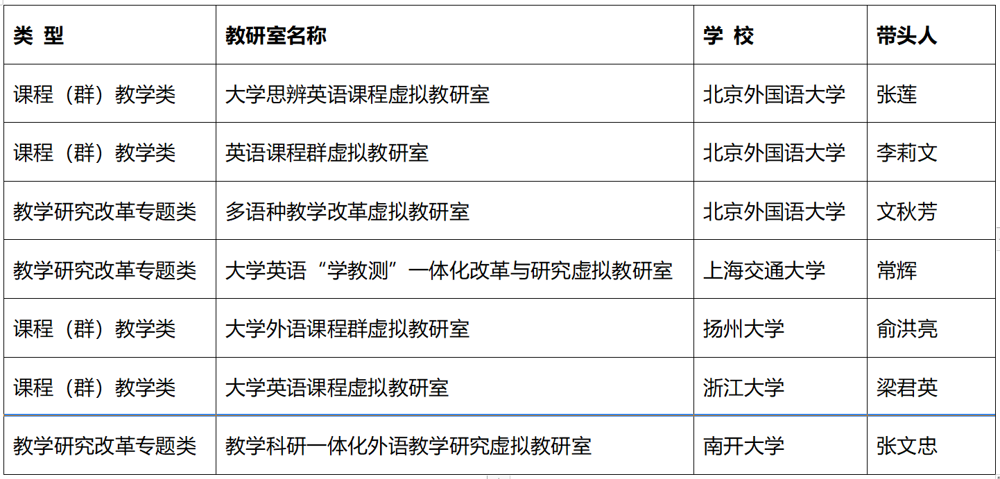 类 型 教研室名称 学 校 带头人
课程（群）教学类 大学思辨英语课程虚拟教研室 北京外国语大学 张莲
课程（群）教学类 英语课程群虚拟教研室 北京外国语大学 李莉文
教学研究改革专题类 多语种教学改革虚拟教研室 北京外国语大学 文秋芳
教学研究改革专题类 大学英语“学教测”一体化改革与研究虚拟教研室 上海交通大学 常辉
课程（群）教学类 大学外语课程群虚拟教研室 扬州大学 俞洪亮
课程（群）教学类 大学英语课程虚拟教研室 浙江大学 梁君英
教学研究改革专题类 教学科研一体化外语教学研究虚拟教研室 南开大学 张文忠